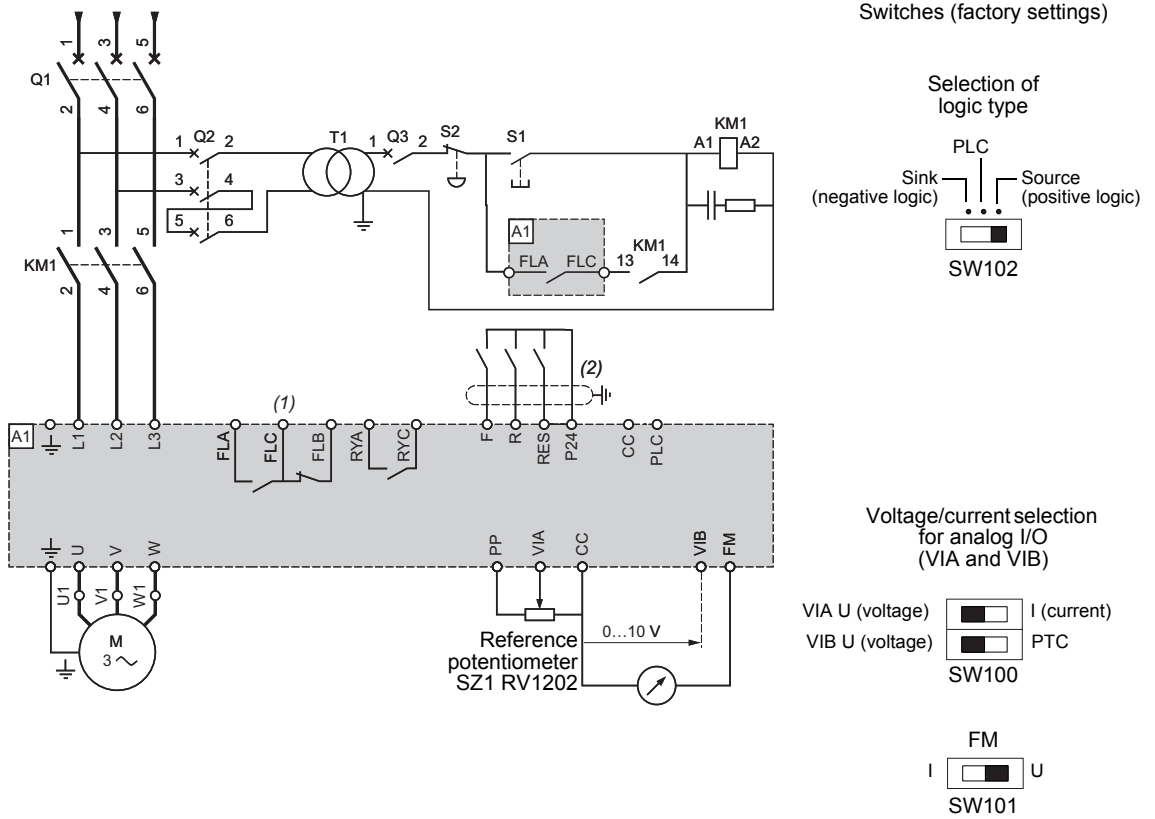 Switches (factory settings)
1 3 5
Q1
2 4 6
Selection of
logic type
PLC
Sink
(negative logic)
Source
(positive logic)
SW102
1 Q2 2
3 4
5 6
T1
1 Q3 2
S2
S1
KM1
A1 A2
A1
FLA FLC
KM1
13 14
1 3 5
KM1
2 4 6
(1)
(2)
A1
L1
L2
L3
FLA
FLC
FLB
RYA
RYC
F
R
RES
P24
CC
PLC
U
V
W
PP
VIA
CC
VIB
FM
U1
V1
W1
M
3
Reference
potentiometer
SZ1 RV1202
0...10 V
Voltage/current selection
for analog I/O
(VIA and VIB)
VIA U (voltage) I (current)
VIB U (voltage) PTC
SW100
FM
I U
SW101